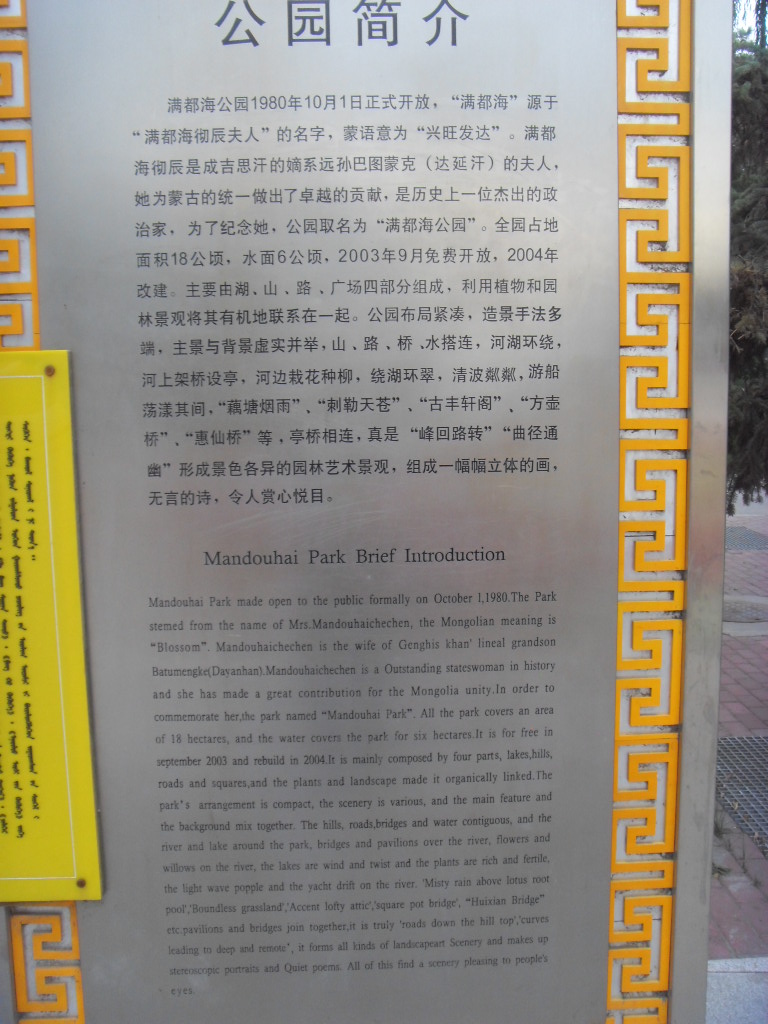 公园简介
满都海公园1980年10月1日正式开放，“满都海”源于
“满都海彻辰夫人”的名字，蒙语意为“兴旺发达”。满都
海彻辰是成吉思汗的嫡系远孙巴图蒙克（达延汗）的夫人，
她为蒙古的统一做出了卓越的贡献，是历史上一位杰出的政
治家，为了纪念她，公园取名为“满都海公园”。全园占地
面积18公顷，水面6公顷，2003年9月免费开放，2004年
改建。主要由湖、山、路、广场四部分组成，利用植物和园
林景观将其有机地联系在一起。公园布局紧凑，造景手法多
端，主景与背景虚实并举，山、路、桥、水搭连，河湖环绕，
河上架桥设亭，河边栽花种柳，绕湖环翠，清波粼粼，游船
荡漾其间，“藕塘烟雨”、“刺勒天苍”、“古丰轩阁”、“方壶
桥”、“惠仙桥”等，亭桥相连，真是“峰回路转”“曲径通
幽”形成景色各异的园林艺术景观，组成一幅幅立体的画，
无言的诗，令人赏心悦目。
Mandouhai Park Brief Introduction
Mandouhai Park made open to the public formally on October 1,1980.The Park
stemed from the name of Mrs.Mandouhaichechen, the Mongolian meaning is
“Blossom”. Mandouhaichechen is the wife of Genghis khan' lineal grandson
Batumengke(Dayanhan).Mandouhaichechen is a Outstanding stateswoman in history
and she has made a great contribution for the Mongolia unity.In order to
commemorate her,the park named “Mandouhai Park”. All the park covers an area
of 18 hectares, and the water covers the park for six hectares.It is for free in
september 2003 and rebuild in 2004.It is mainly composed by four parts, lakes,hills,
roads and squares,and the plants and landscape made it organically linked.The
park's arrangement is compact, the scenery is various, and the main feature and
the background mix together. The hills, roads,bridges and water contiguous, and the
river and lake around the park, bridges and pavilions over the river, flowers and
willows on the river, the lakes are wind and twist and the plants are rich and fertile,
the light wave popple and the yacht drift on the river. 'Misty rain above lotus root
pool','Boundless grassland','Accent lofty attic','square pot bridge', “Huixian Bridge”
etc.pavilions and bridges join together,it is truly 'roads down the hill top','curves
leading to deep and remote', it forms all kinds of landscapeart Scenery and makes up
stereoscopic portraits and Quiet poems. All of this find a scenery pleasing to people's
eyes.